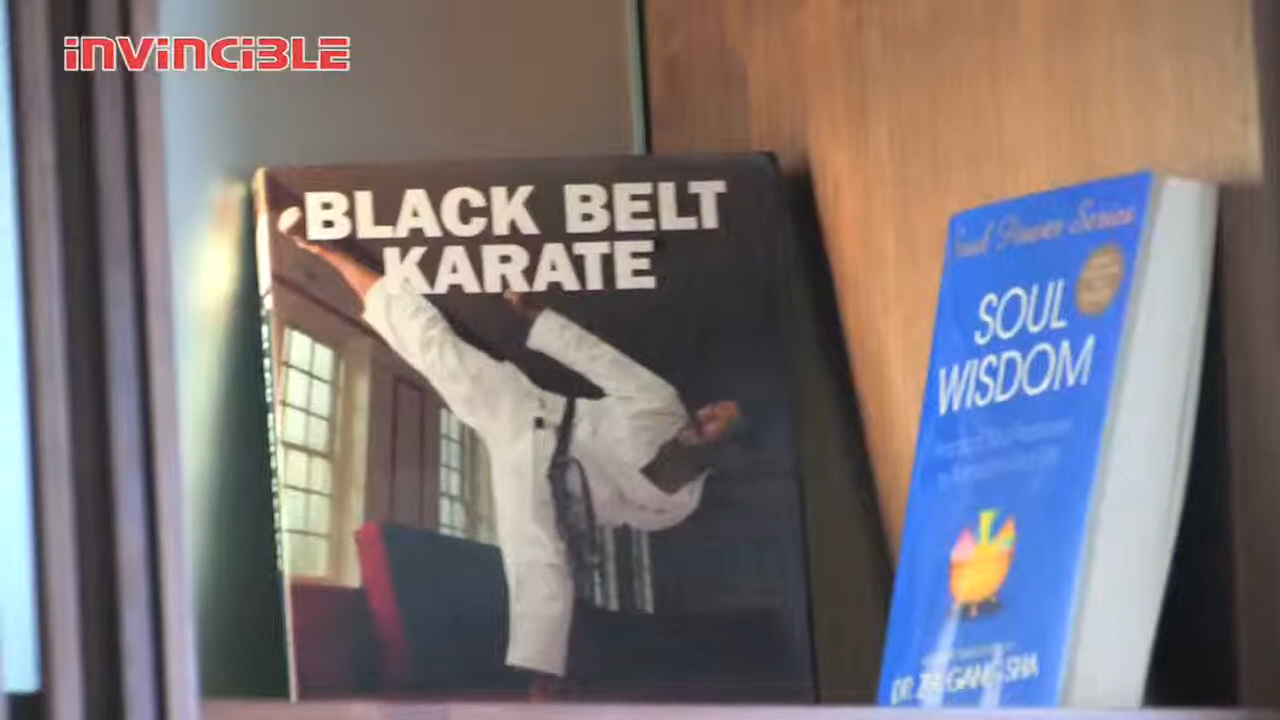 INVINCIBLE
BLACK BELT
KARATE
Soul Power Series
SOUL
WISDOM
DR. ZHI GANG SHA